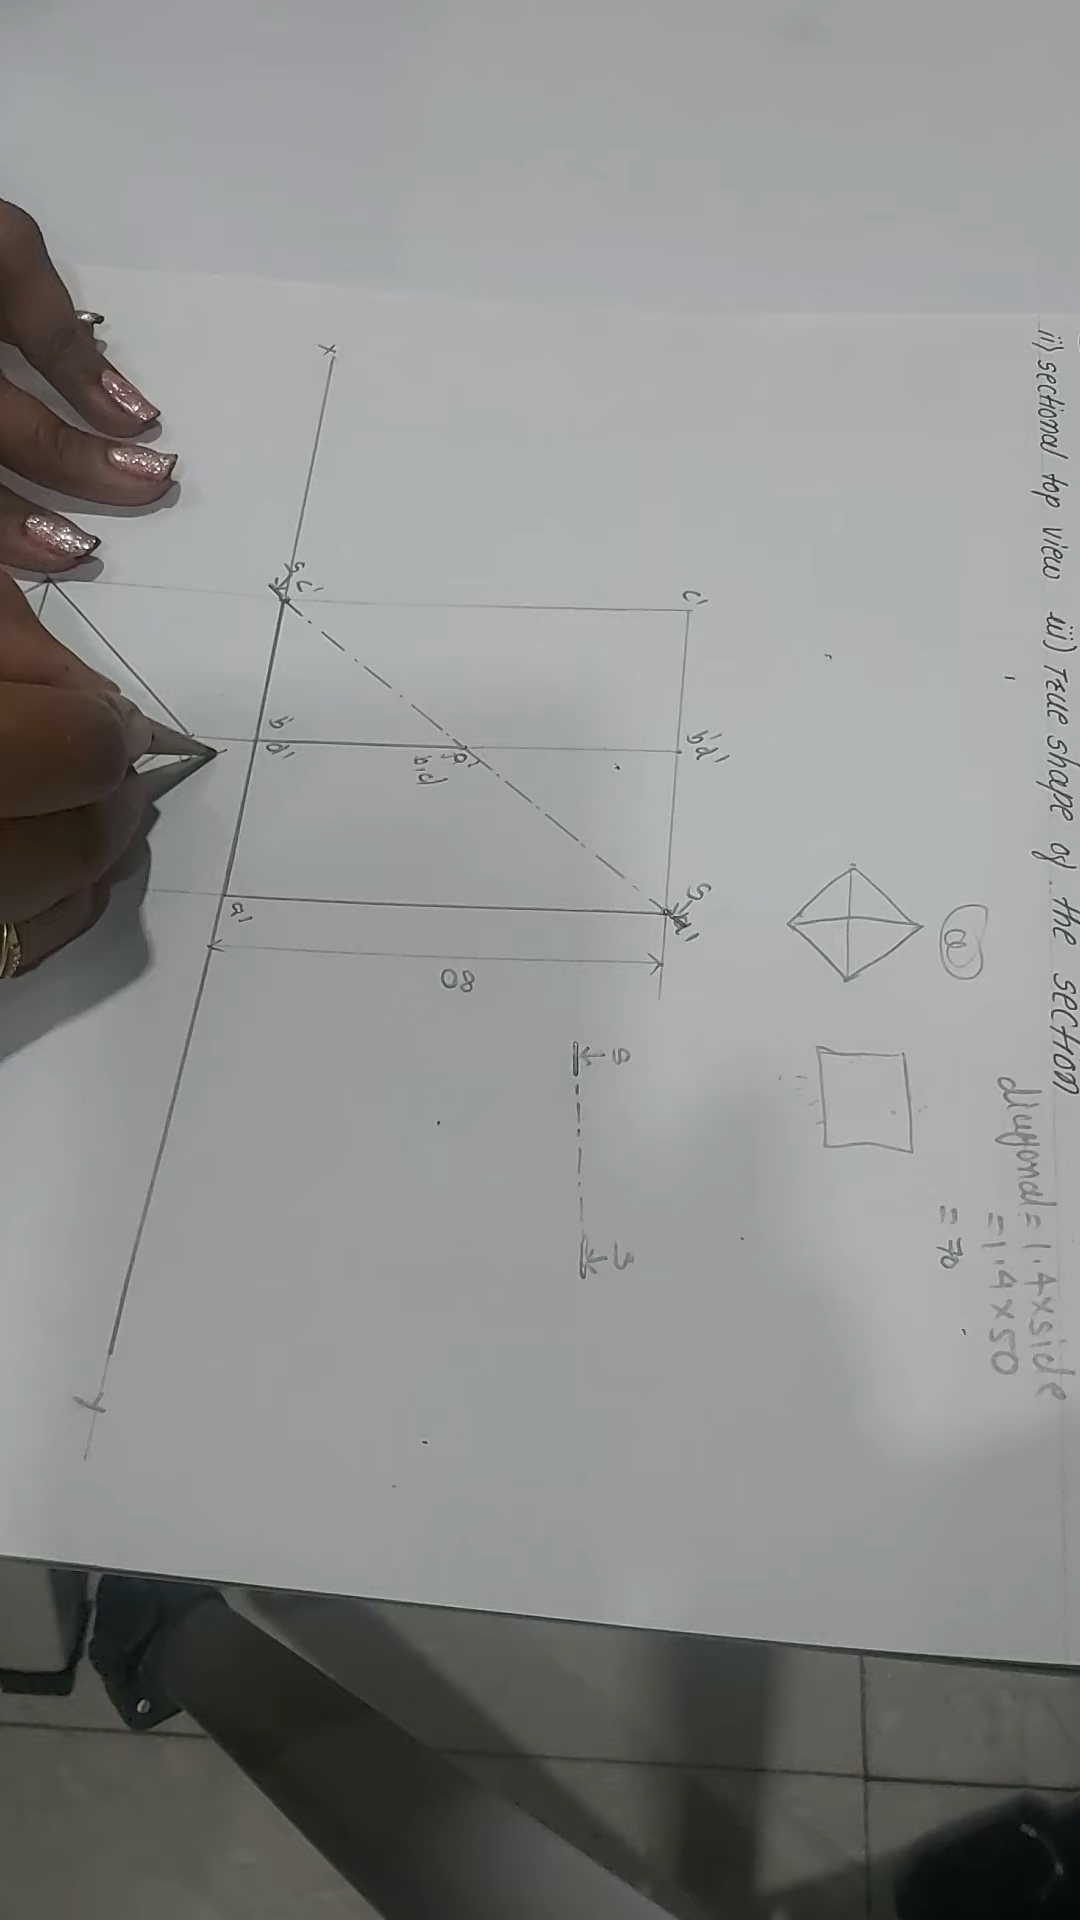 ii) sectional top view iii) True shape of the section
diagonal = 1.4 x side
= 1.4 x 50
= 70
a
c' b'd' S a'
S S
b'd'
80
S c' b' d' a'
X Y